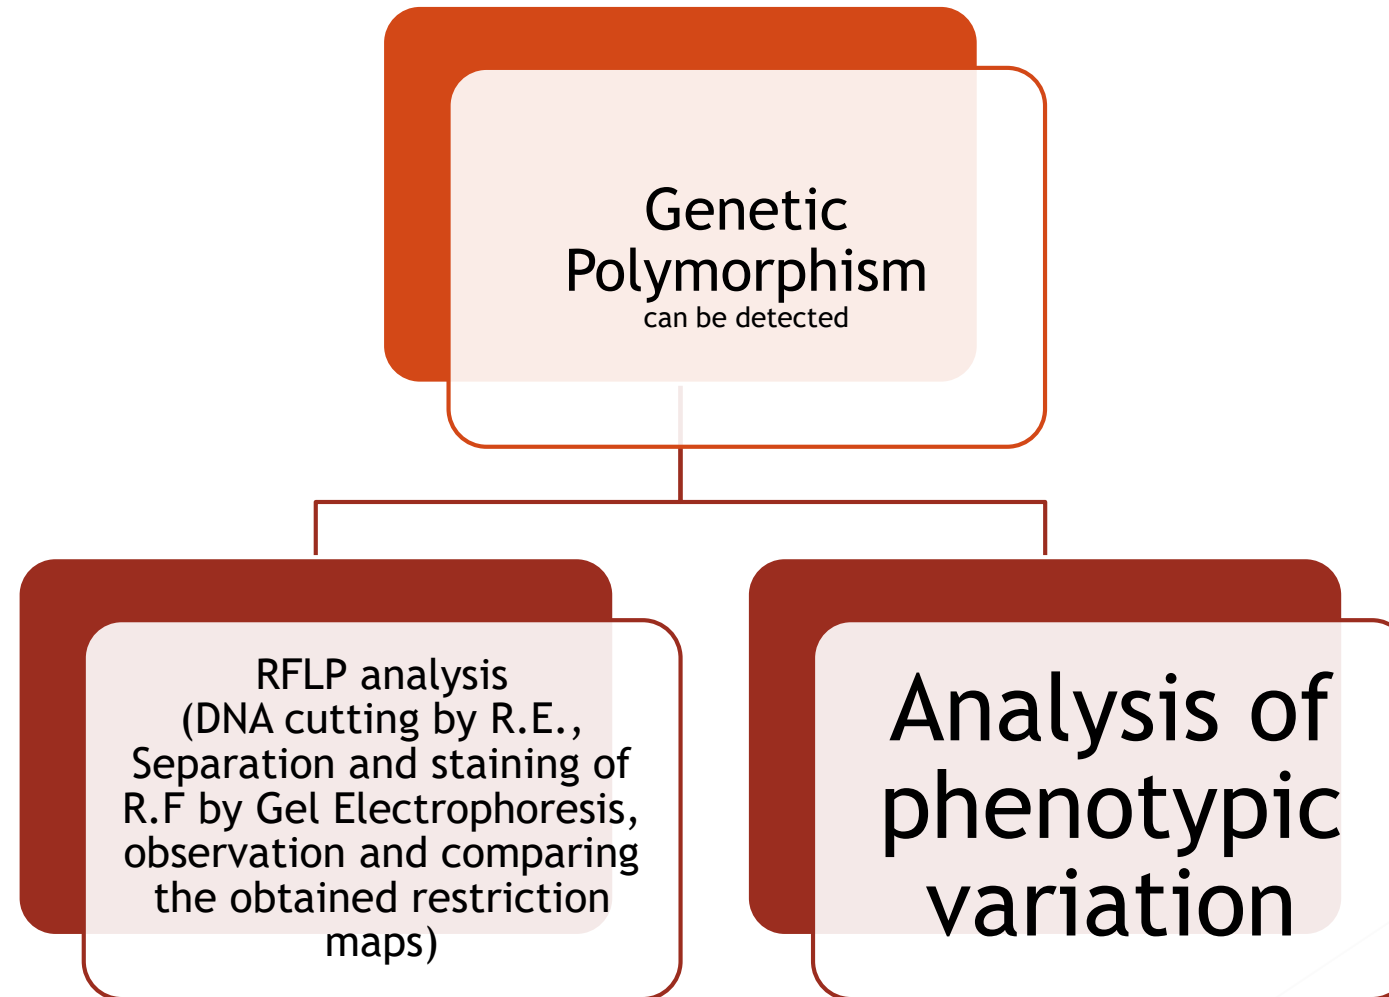 Genetic
Polymorphism
can be detected
RFLP analysis
(DNA cutting by R.E.,
Separation and staining of
R.F by Gel Electrophoresis,
observation and comparing
the obtained restriction
maps)
Analysis of
phenotypic
variation